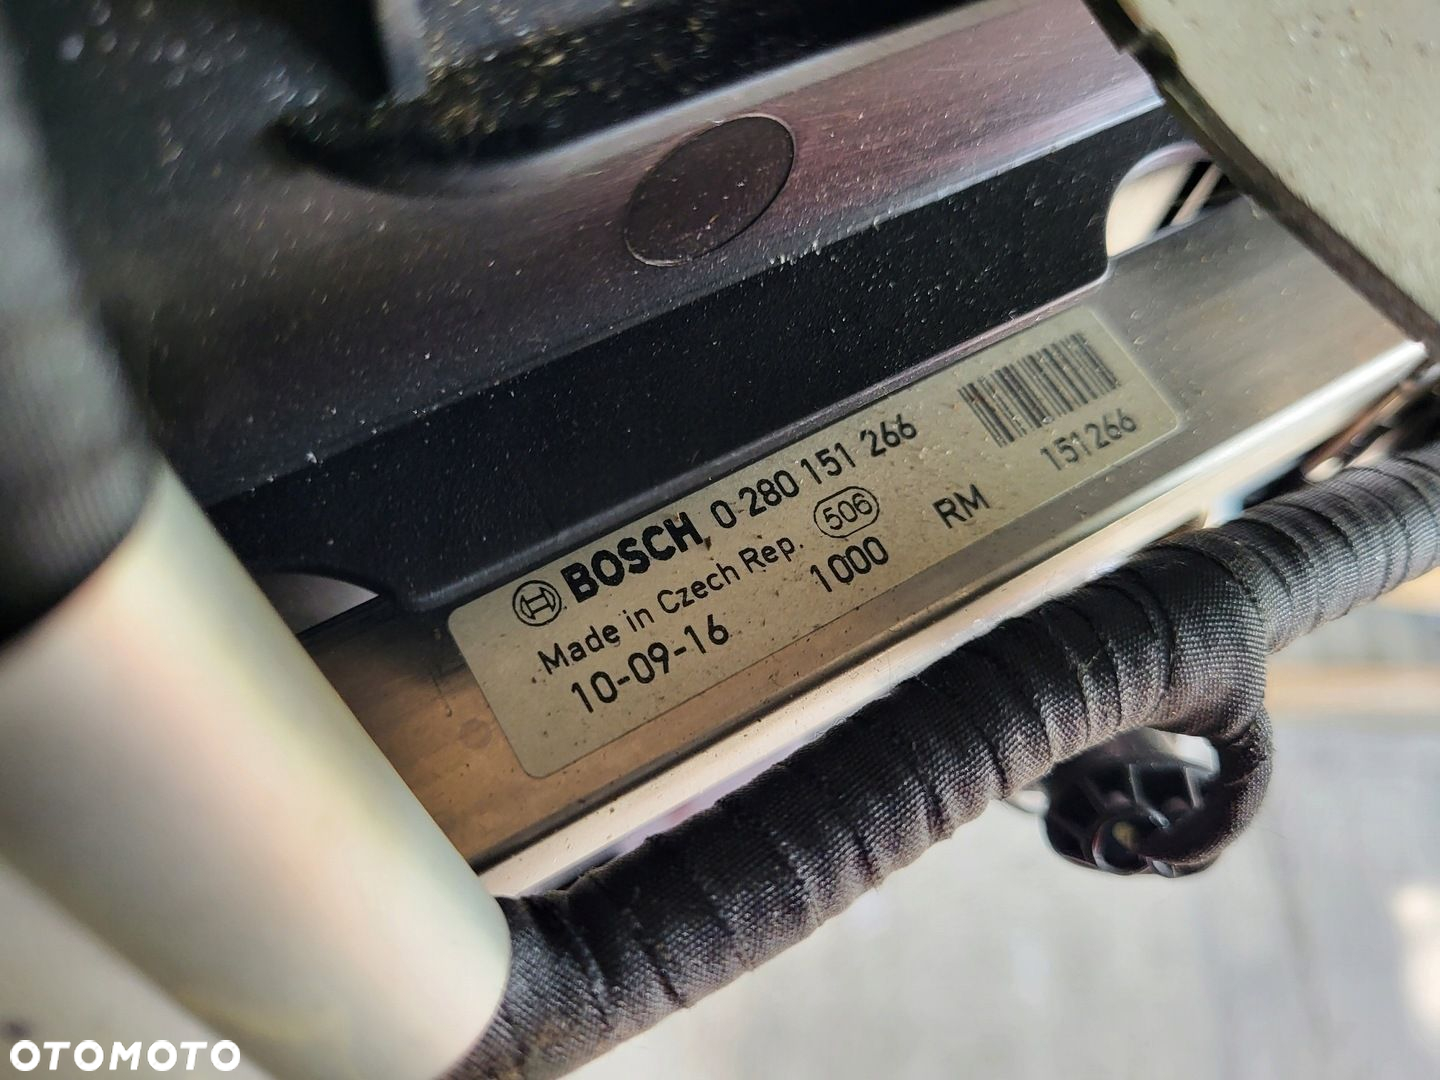 BOSCH 0 280 151 266
Made in Czech Rep. 506
10-09-16 1000 RM
151266
OTOMOTO